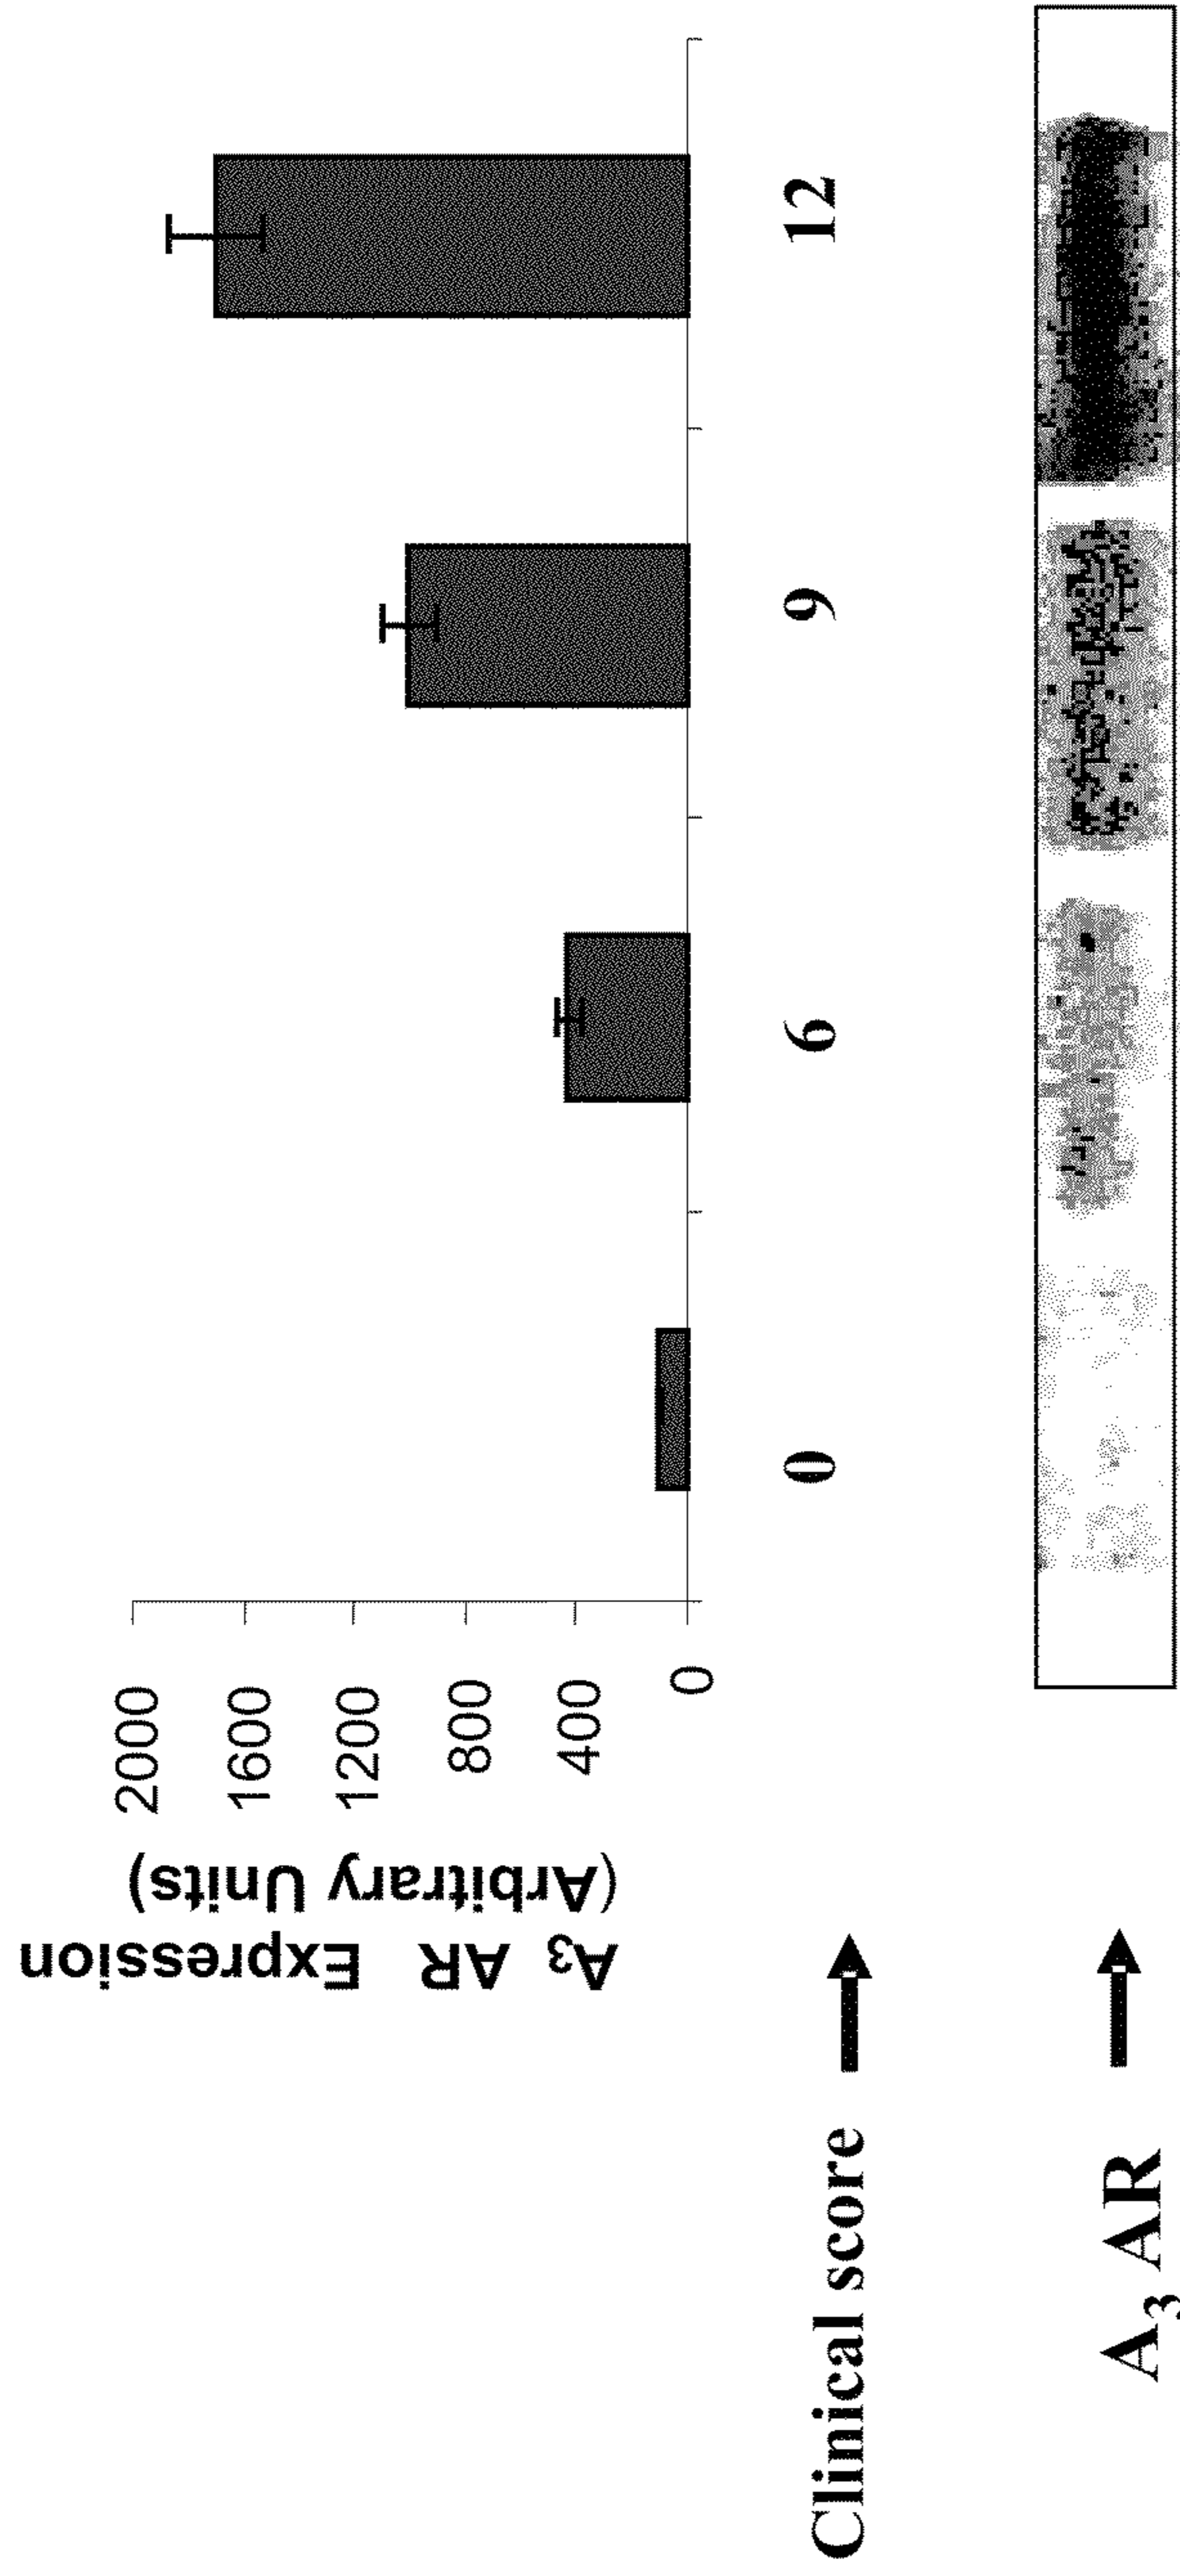 A3 AR Expression
(Arbitrary Units)
2000
1600
1200
800
400
0
Clinical score
0
6
9
12
A3 AR